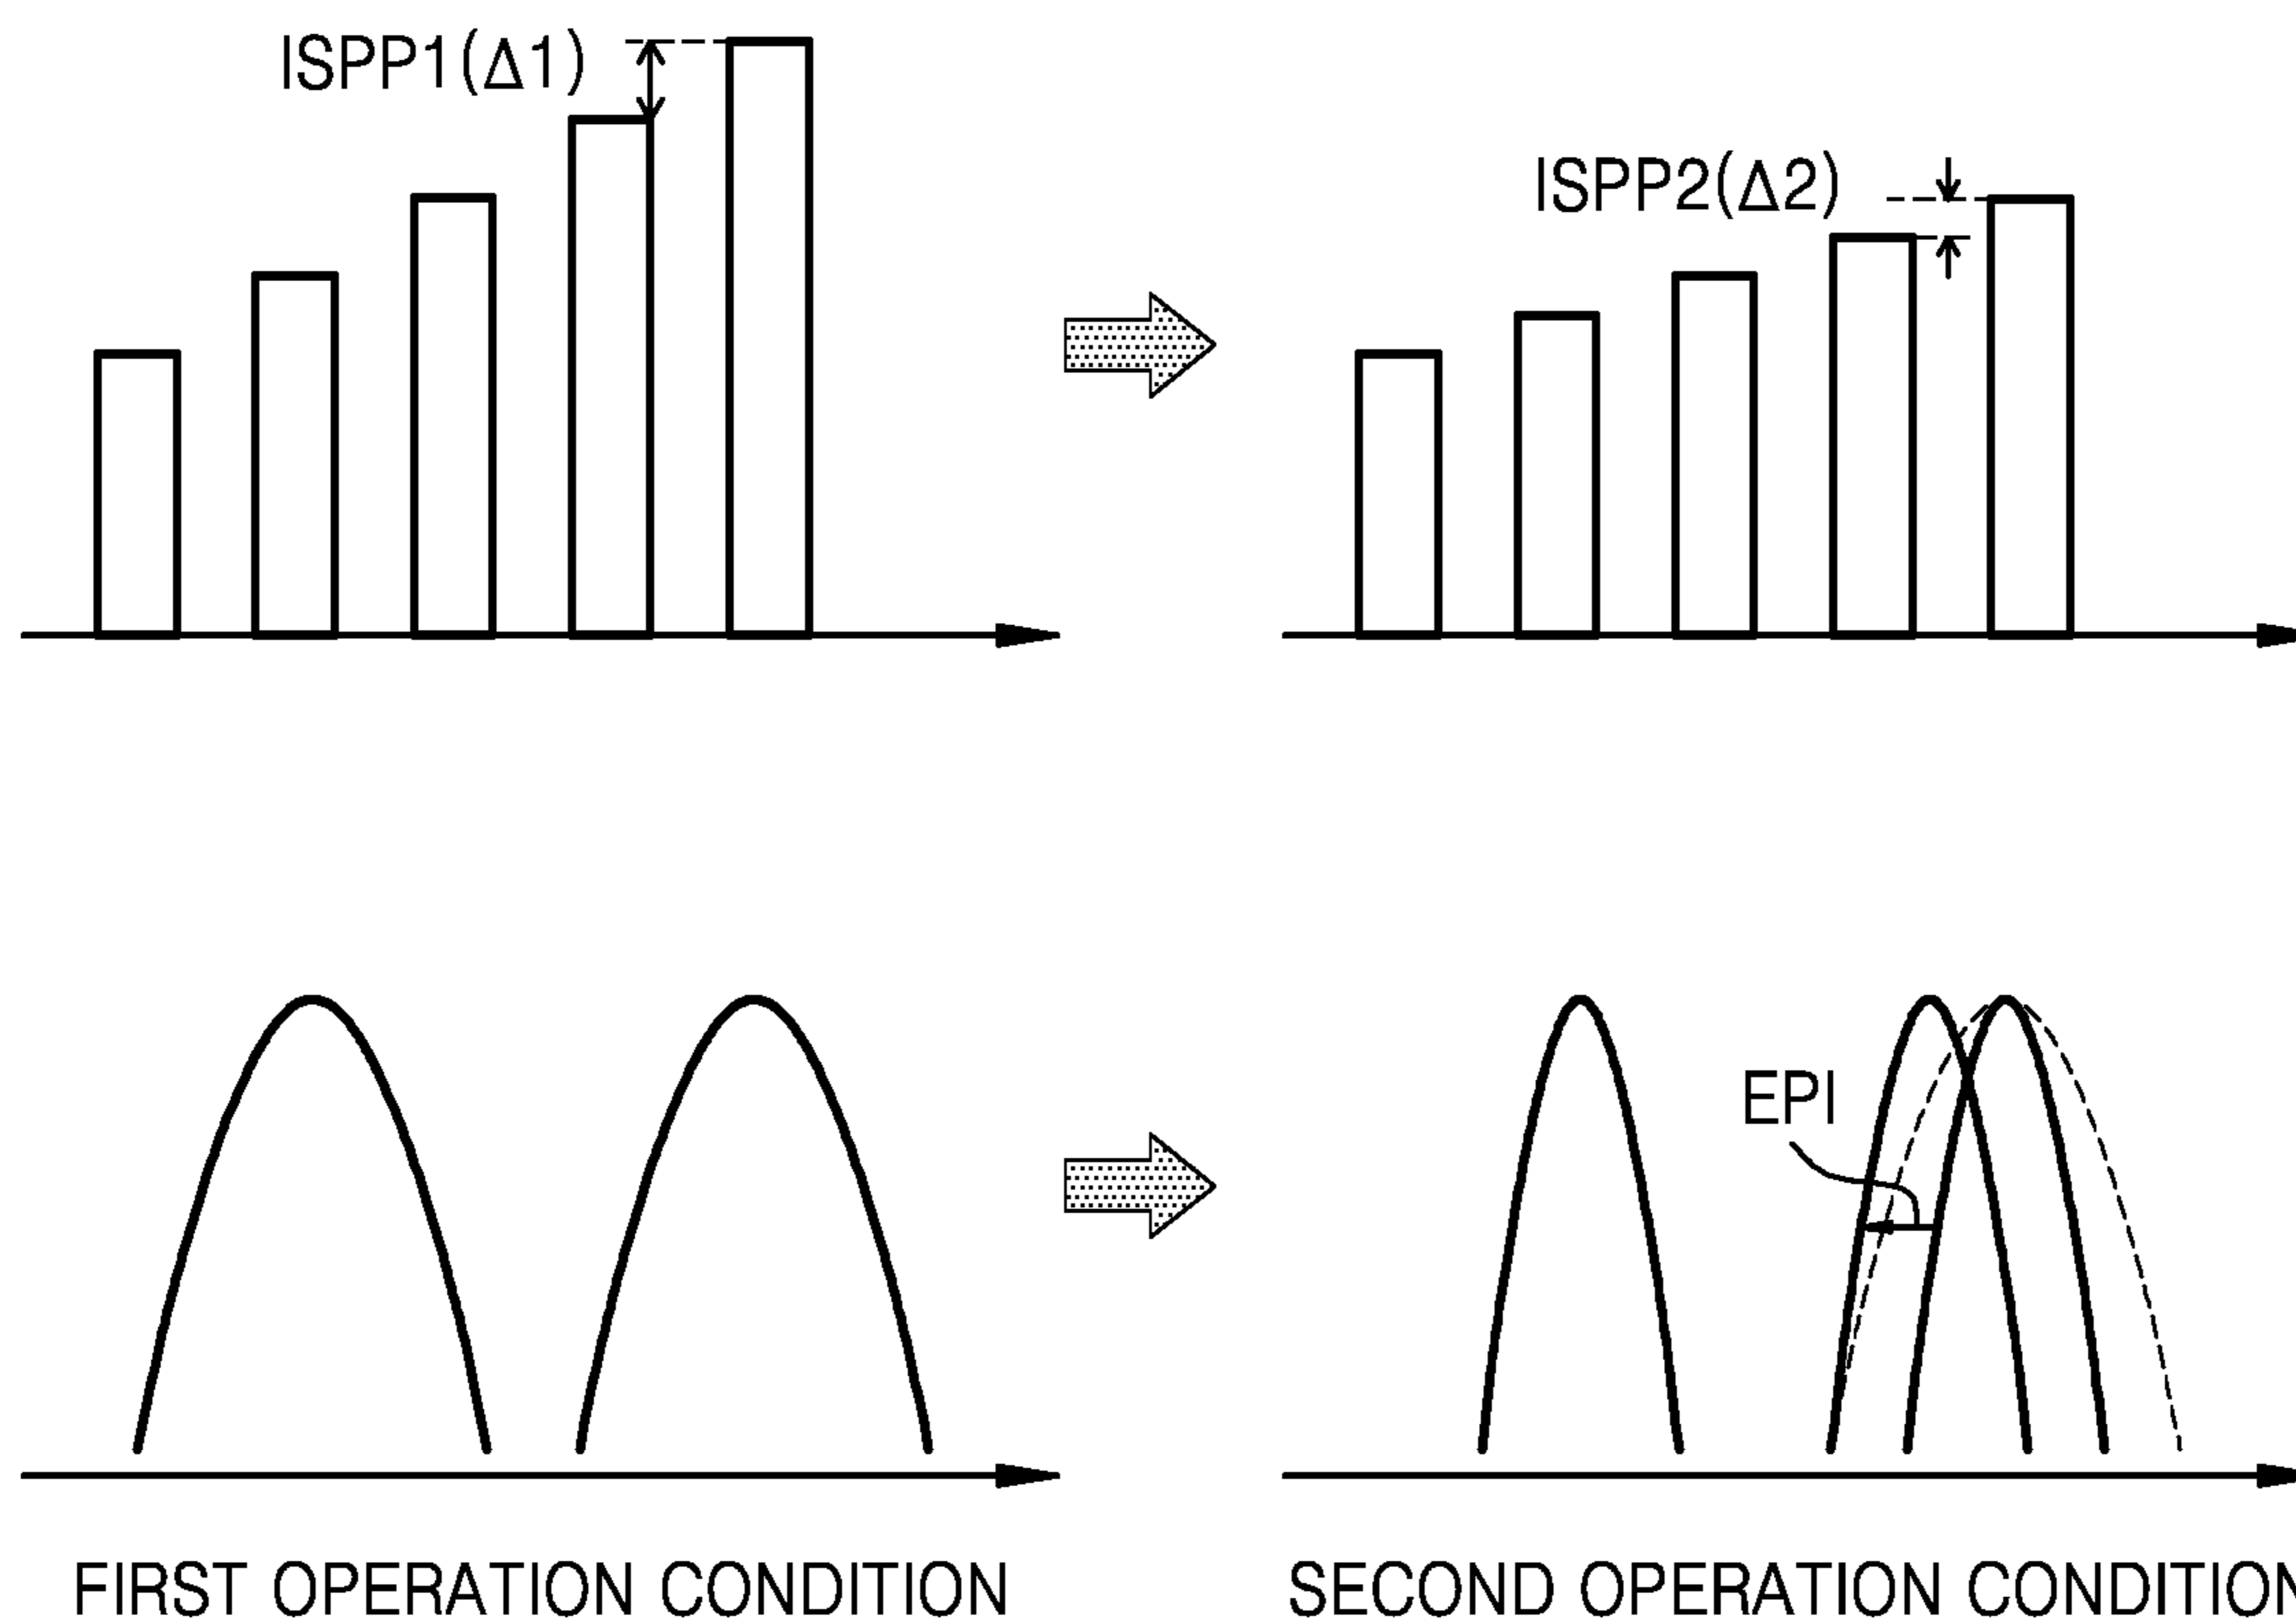 ISPP1(Δ1)
ISPP2(Δ2)
EPI
FIRST OPERATION CONDITION
SECOND OPERATION CONDITION